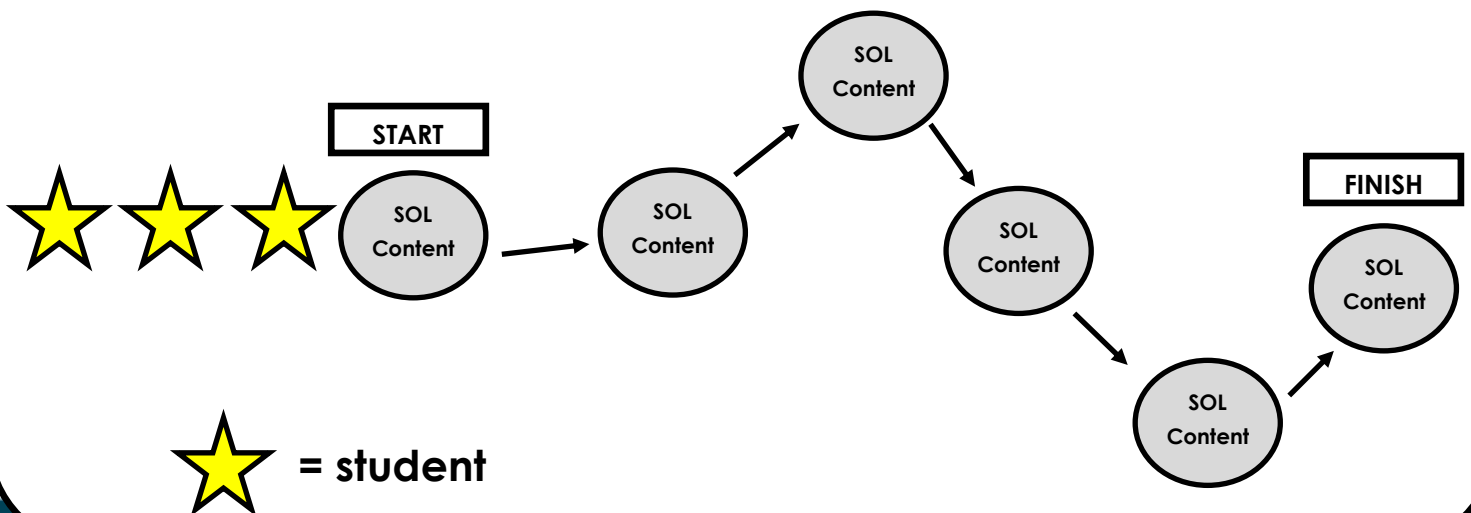 START
SOL
Content
SOL
Content
SOL
Content
SOL
Content
SOL
Content
FINISH
SOL
Content
= student